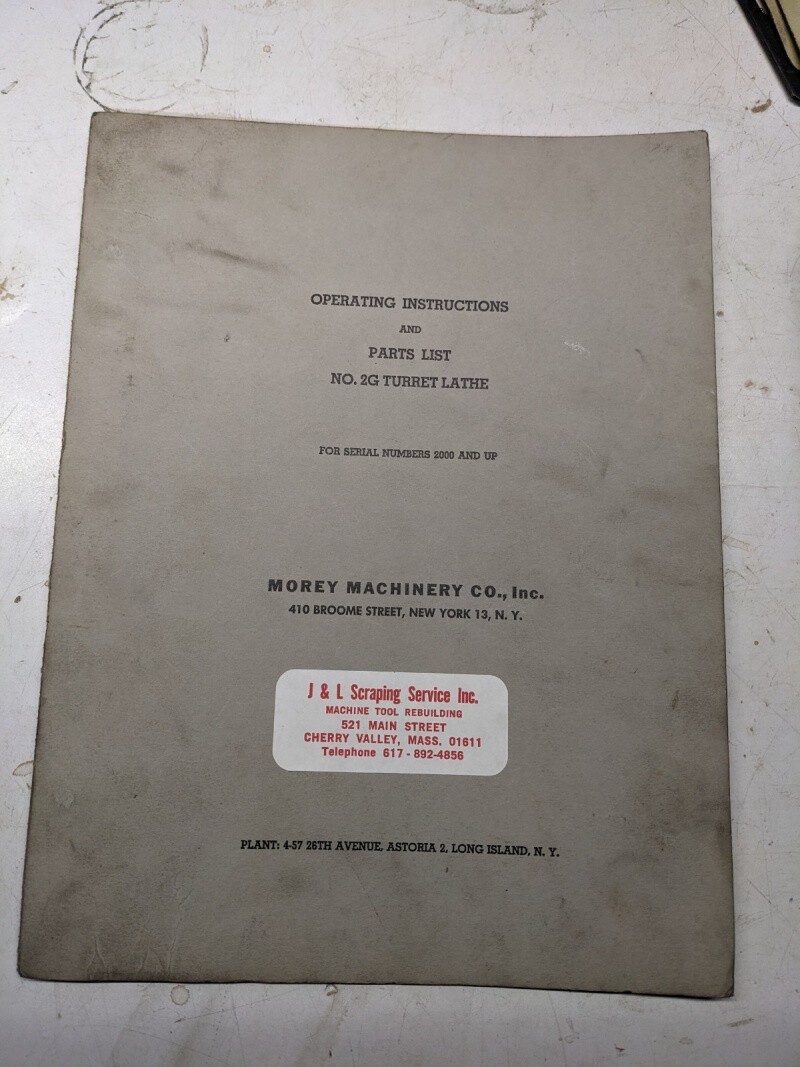 OPERATING INSTRUCTIONS
AND
PARTS LIST
NO. 2G TURRET LATHE
FOR SERIAL NUMBERS 2000 AND UP
MOREY MACHINERY CO., Inc.
410 BROOME STREET, NEW YORK 13, N. Y.
J & L Scraping Service Inc.
MACHINE TOOL REBUILDING
521 MAIN STREET
CHERRY VALLEY, MASS. 01611
Telephone 617 - 892-4856
PLANT: 4-57 26TH AVENUE, ASTORIA 2, LONG ISLAND, N. Y.